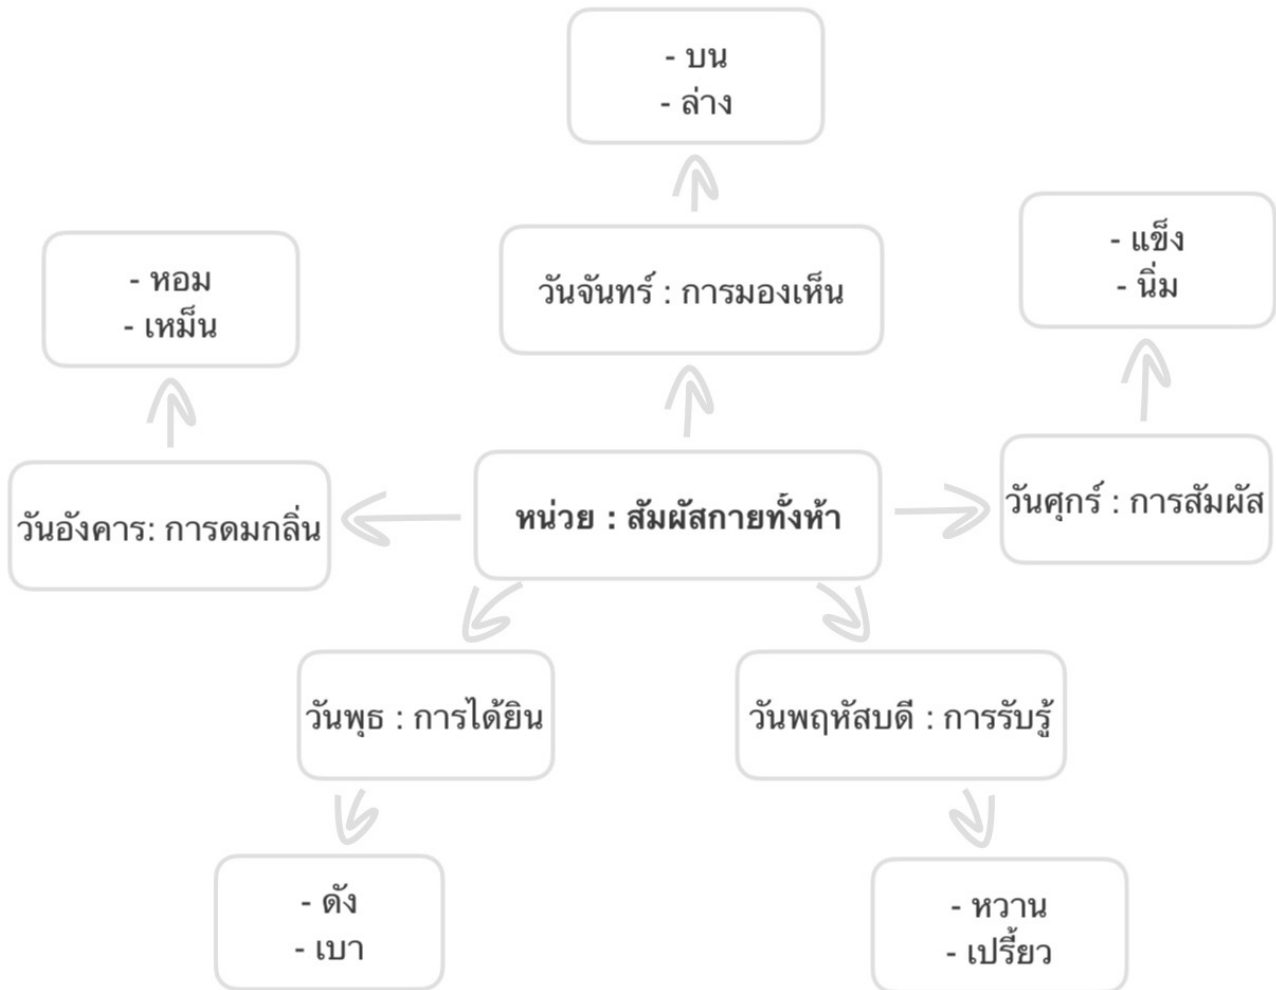 - บน
- ล่าง
วันจันทร์ : การมองเห็น
- แข็ง
- นิ่ม
- หอม
- เหม็น
วันอังคาร: การดมกลิ่น
หน่วย : สัมผัสกายทั้งห้า
วันศุกร์ : การสัมผัส
วันพุธ : การได้ยิน
วันพฤหัสบดี : การรับรู้
- ดัง
- เบา
- หวาน
- เปรี้ยว